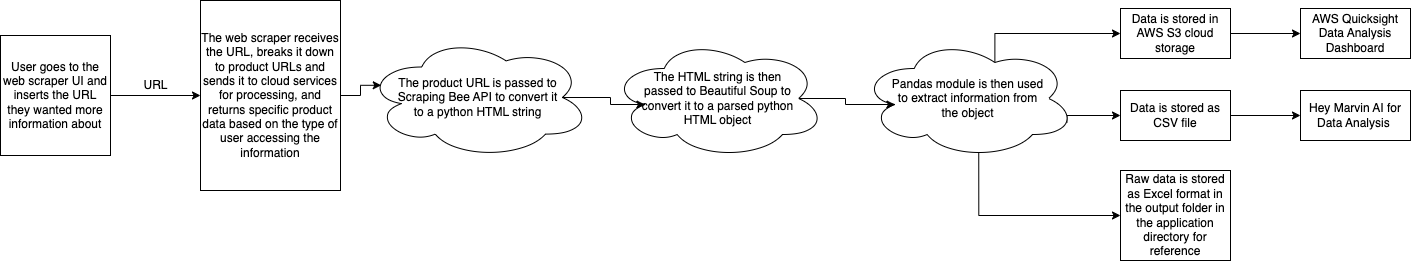 User goes to the
web scraper UI and
inserts the URL
they wanted more
information about
URL
The web scraper receives
the URL, breaks it down
to product URLs and
sends it to cloud services
for processing, and
returns specific product
data based on the type of
user accessing the
information
The product URL is passed to
Scraping Bee API to convert it
to a python HTML string
The HTML string is then
passed to Beautiful Soup to
convert it to a parsed python
HTML object
Pandas module is then used
to extract information from
the object
Data is stored in
AWS S3 cloud
storage
AWS Quicksight
Data Analysis
Dashboard
Data is stored as
CSV file
Hey Marvin AI for
Data Analysis
Raw data is stored
as Excel format in
the output folder in
the application
directory for
reference